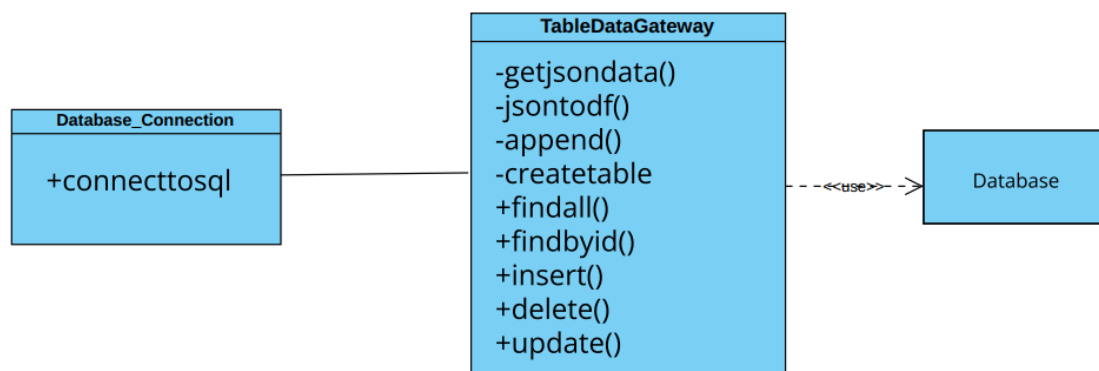 Database_Connection
+connecttosql
TableDataGateway
-getjsondata()
-jsontodf()
-append()
-createtable
+findall()
+findbyid()
+insert()
+delete()
+update()
<<use>>
Database